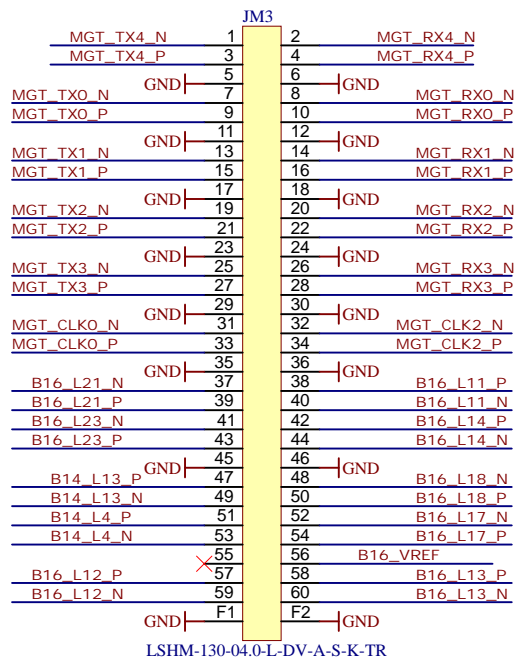 JM3
MGT_TX4_N 1 2 MGT_RX4_N
MGT_TX4_P 3 4 MGT_RX4_P
GND 5 6 GND
MGT_TX0_N 7 8 MGT_RX0_N
MGT_TX0_P 9 10 MGT_RX0_P
GND 11 12 GND
MGT_TX1_N 13 14 MGT_RX1_N
MGT_TX1_P 15 16 MGT_RX1_P
GND 17 18 GND
MGT_TX2_N 19 20 MGT_RX2_N
MGT_TX2_P 21 22 MGT_RX2_P
GND 23 24 GND
MGT_TX3_N 25 26 MGT_RX3_N
MGT_TX3_P 27 28 MGT_RX3_P
GND 29 30 GND
MGT_CLK0_N 31 32 MGT_CLK2_N
MGT_CLK0_P 33 34 MGT_CLK2_P
GND 35 36 GND
B16_L21_N 37 38 B16_L11_P
B16_L21_P 39 40 B16_L11_N
B16_L23_N 41 42 B16_L14_P
B16_L23_P 43 44 B16_L14_N
GND 45 46 GND
B14_L13_P 47 48 B16_L18_N
B14_L13_N 49 50 B16_L18_P
B14_L4_P 51 52 B16_L17_N
B14_L4_N 53 54 B16_L17_P
55 56 B16_VREF
B16_L12_P 57 58 B16_L13_P
B16_L12_N 59 60 B16_L13_N
GND F1 F2 GND
LSHM-130-04.0-L-DV-A-S-K-TR